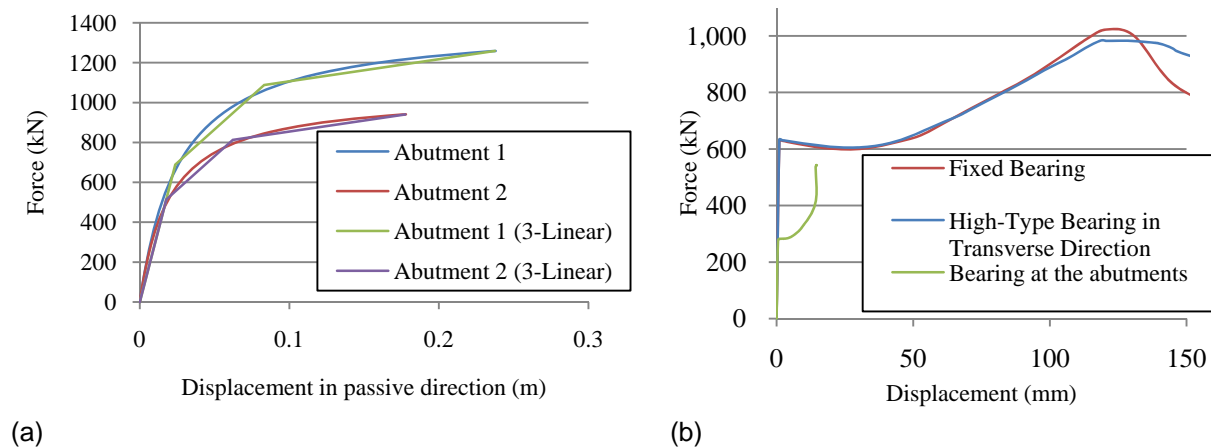 1400
1200
1000
800
600
400
200
0
Force (kN)
Abutment 1
Abutment 2
Abutment 1 (3-Linear)
Abutment 2 (3-Linear)
0
0.1
0.2
0.3
Displacement in passive direction (m)
(a)
1,000
800
600
400
200
0
Force (kN)
Fixed Bearing
High-Type Bearing in
Transverse Direction
Bearing at the abutments
0
50
100
150
Displacement (mm)
(b)